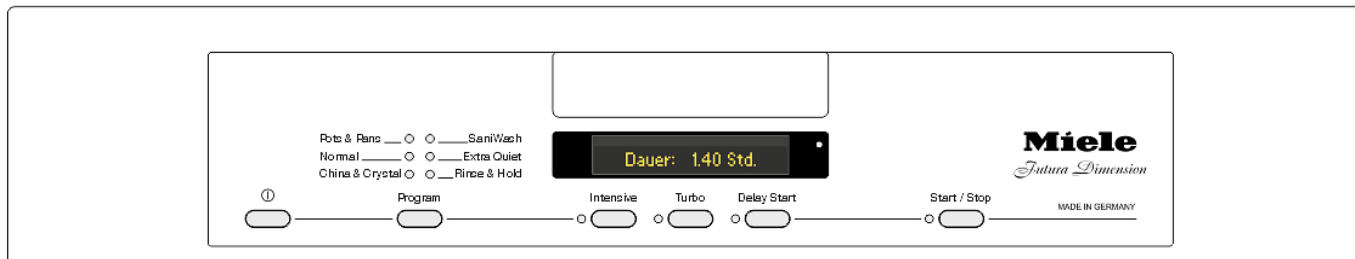 Pots & Pans
SaniWash
Normal
Extra Quiet
China & Crystal
Rinse & Hold
Dauer: 1.40 Std.
Miele
Futura Dimension
Program
Intensive
Turbo
Delay Start
Start / Stop
MADE IN GERMANY